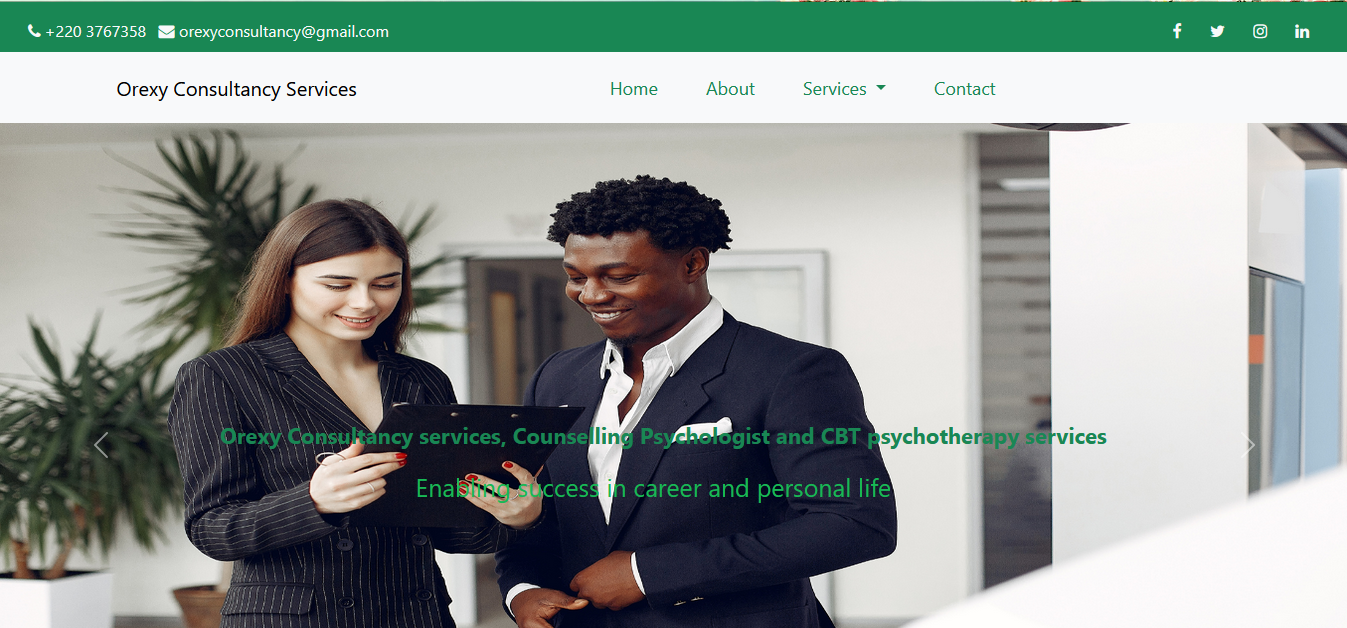 +220 3767358 orexyconsultancy@gmail.com
Orexy Consultancy Services Home About Services Contact
Orexy Consultancy services, Counselling Psychologist and CBT psychotherapy services
Enabling success in career and personal life